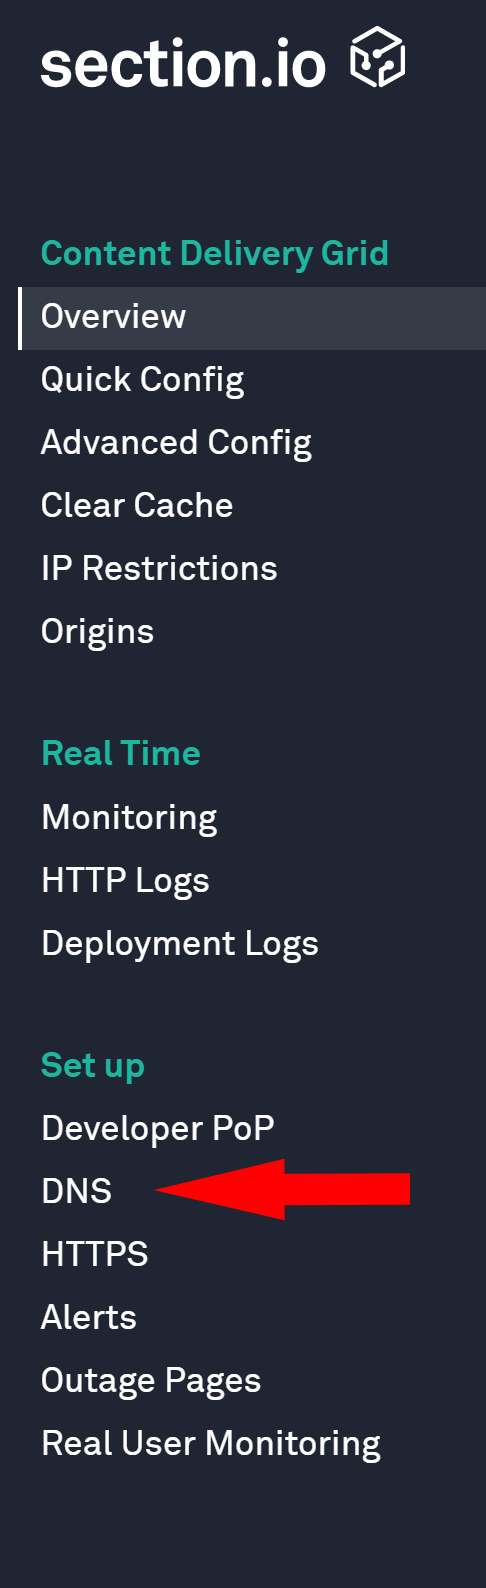 section.io
Content Delivery Grid
Overview
Quick Config
Advanced Config
Clear Cache
IP Restrictions
Origins
Real Time
Monitoring
HTTP Logs
Deployment Logs
Set up
Developer PoP
DNS
HTTPS
Alerts
Outage Pages
Real User Monitoring